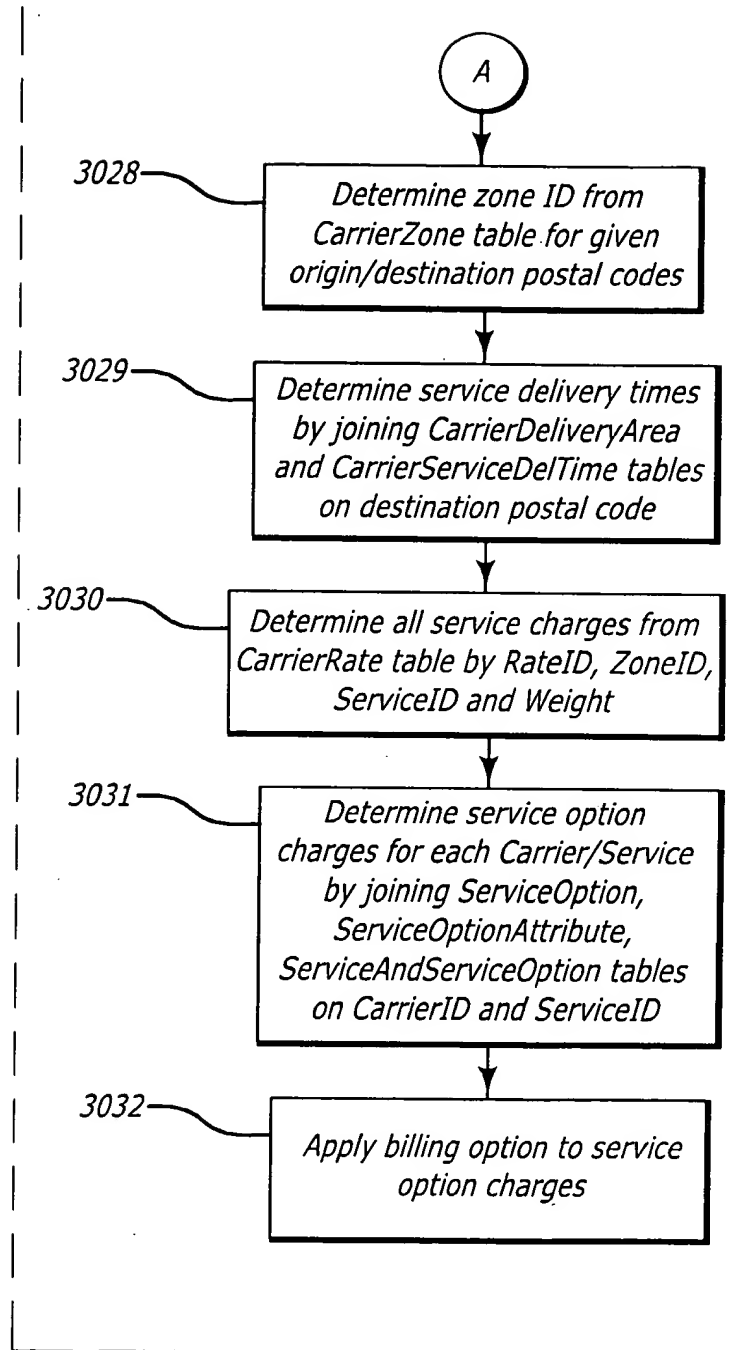 A
3028
Determine zone ID from
CarrierZone table for given
origin/destination postal codes
3029
Determine service delivery times
by joining CarrierDeliveryArea
and CarrierServiceDelTime tables
on destination postal code
3030
Determine all service charges from
CarrierRate table by RateID, ZoneID,
ServiceID and Weight
3031
Determine service option
charges for each Carrier/Service
by joining ServiceOption,
ServiceOptionAttribute,
ServiceAndServiceOption tables
on CarrierID and ServiceID
3032
Apply billing option to service
option charges